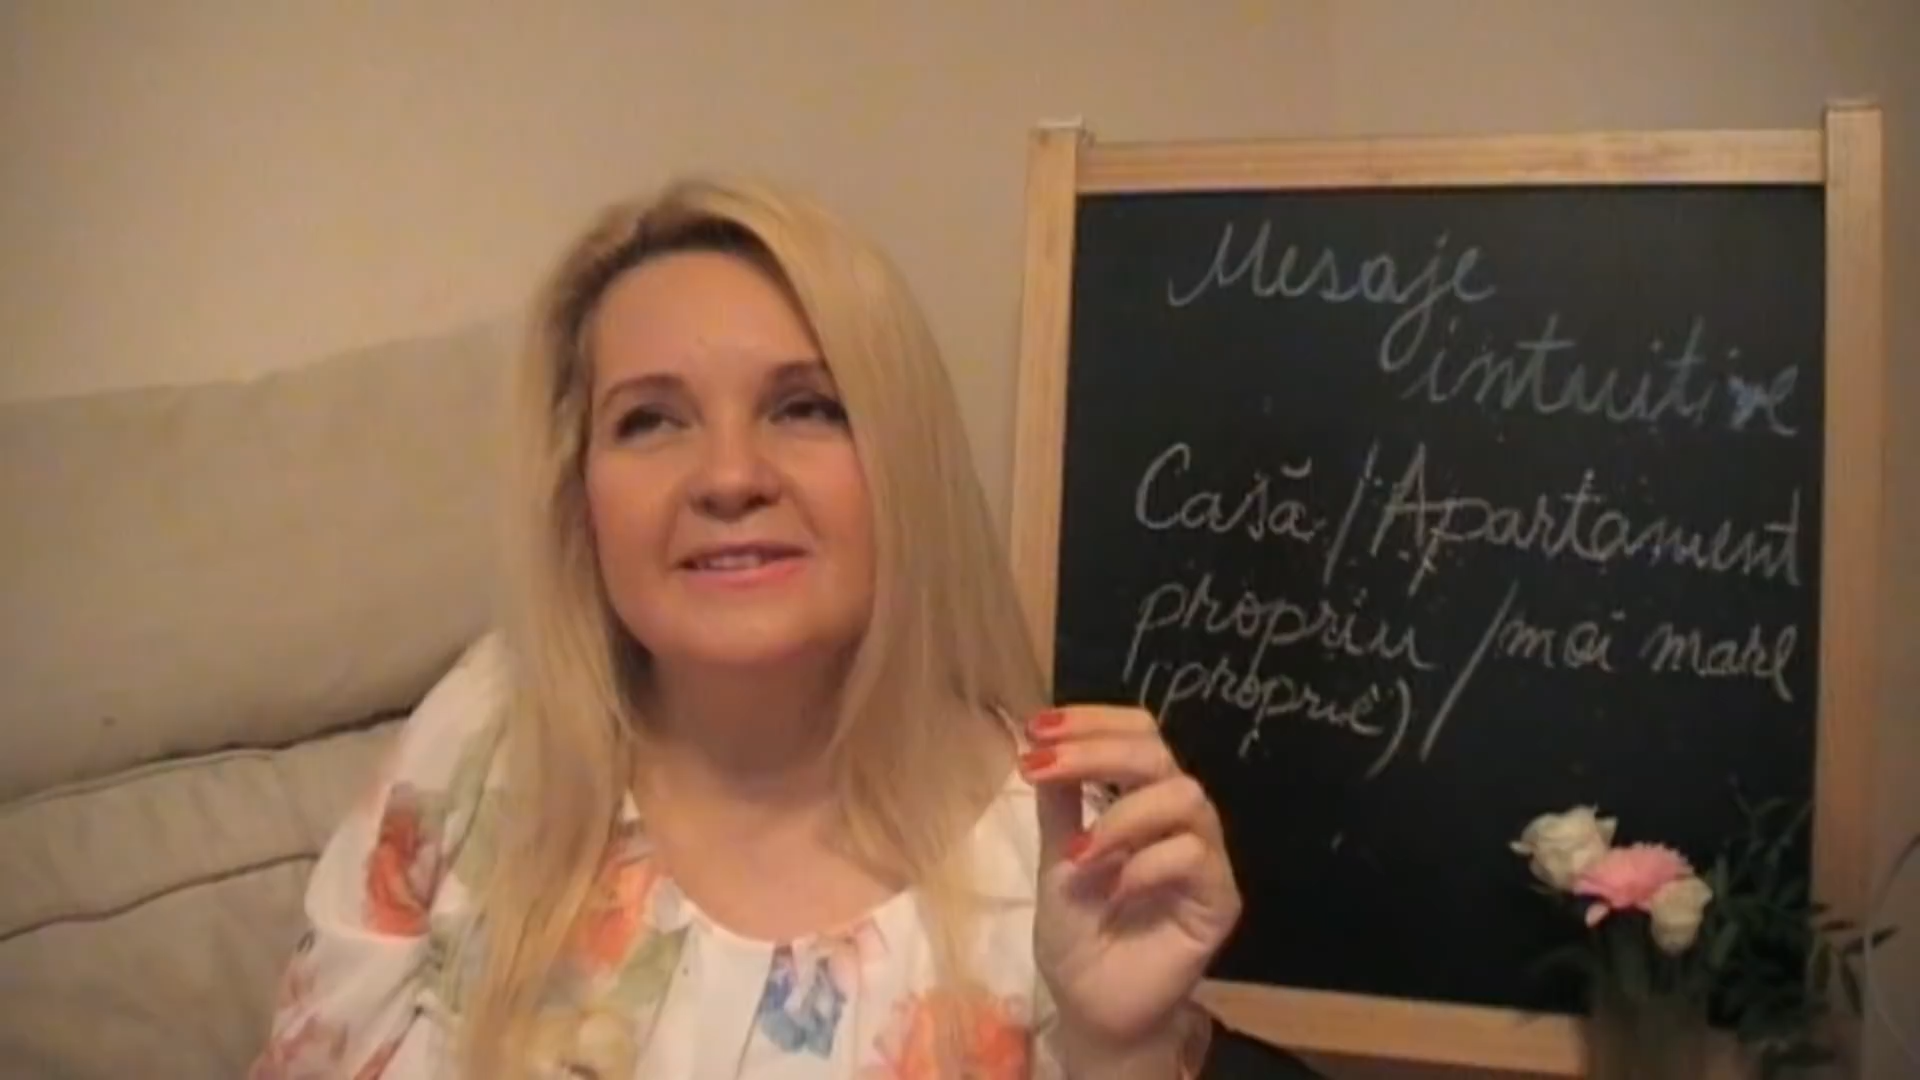 Mesaje
intuitive
Casă / Apartament
propriu / mai mare
(proprie) /